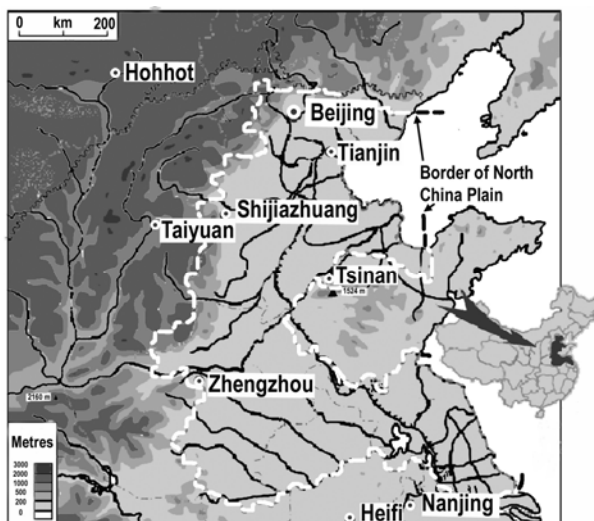 0 km 200
Hohhot
Beijing
Tianjin
Border of North
China Plain
Shijiazhuang
Taiyuan
Tsinan
1524 m
Zhengzhou
2160 m
Metres
3000
2000
1000
500
200
0
Nanjing
Heifi